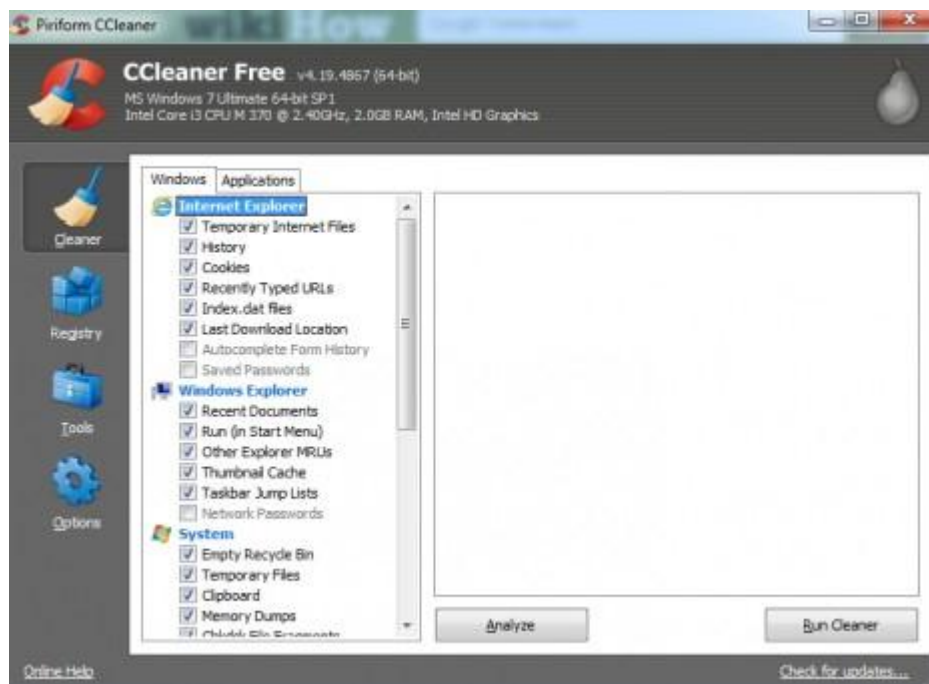 Piriform CCleaner
wikiHow
CCleaner Free v4.19.4867 (64-bit)
MS Windows 7 Ultimate 64-bit SP1
Intel Core i3 CPU M 370 @ 2.40GHz, 2.0GB RAM, Intel HD Graphics
Cleaner
Registry
Tools
Options
Windows Applications
Internet Explorer
Temporary Internet Files
History
Cookies
Recently Typed URLs
Index.dat files
Last Download Location
Autocomplete Form History
Saved Passwords
Windows Explorer
Recent Documents
Run (in Start Menu)
Other Explorer MRUs
Thumbnail Cache
Taskbar Jump Lists
Network Passwords
System
Empty Recycle Bin
Temporary Files
Clipboard
Memory Dumps
Chkdsk File Fragments
Analyze
Run Cleaner
Online Help
Check for updates...